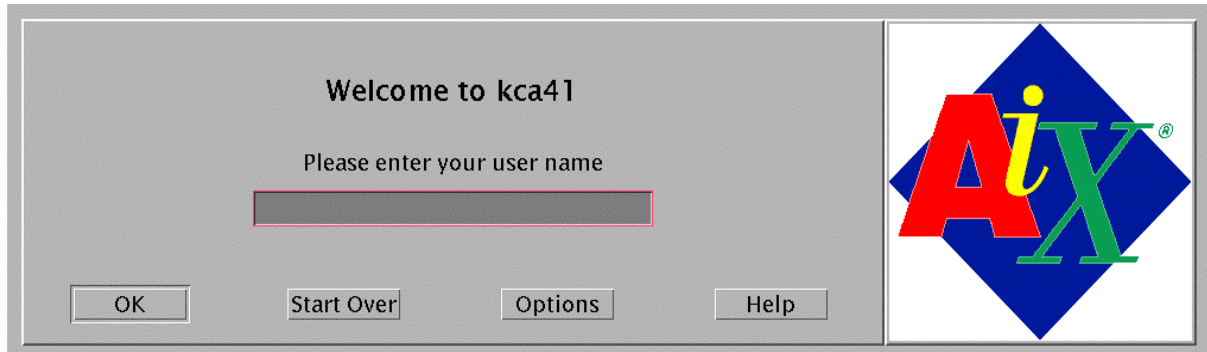 Welcome to kca41
Please enter your user name
OK Start Over Options Help
AiX®